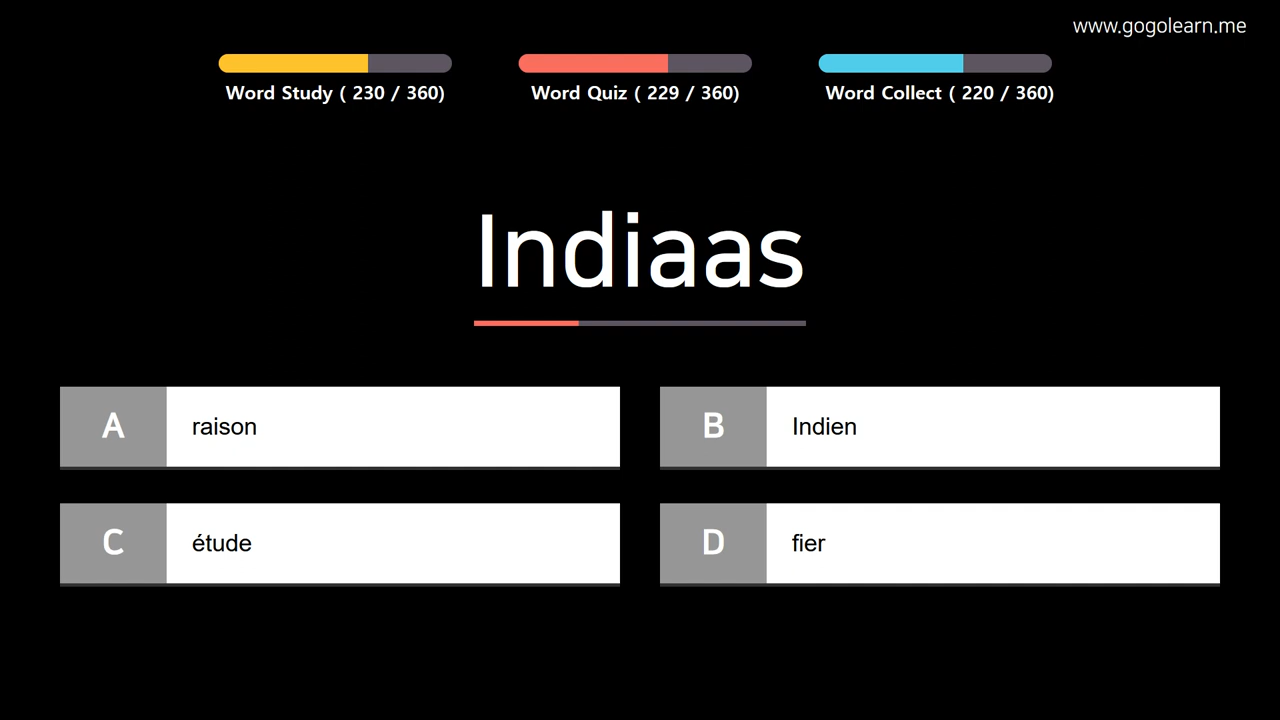 www.gogolearn.me
Word Study ( 230 / 360)
Word Quiz ( 229 / 360)
Word Collect ( 220 / 360)
Indiaas
A raison
B Indien
C étude
D fier